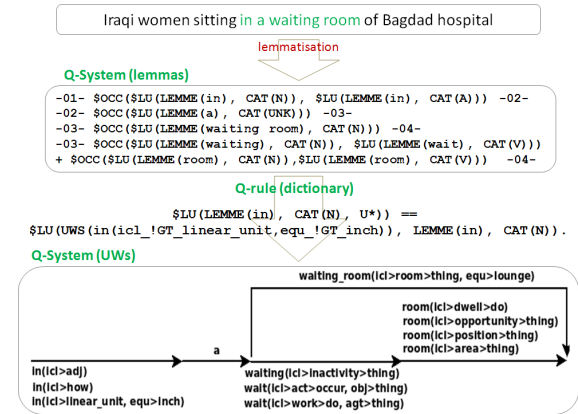 Iraqi women sitting in a waiting room of Bagdad hospital
lemmatisation
Q-System (lemmas)
-01- $OCC($LU(LEMME(in), CAT(N)), $LU(LEMME(in), CAT(A))) -02-
-02- $OCC($LU(LEMME(a), CAT(UNK))) -03-
-03- $OCC($LU(LEMME(waiting room), CAT(N))) -04-
-03- $OCC($LU(LEMME(waiting), CAT(N)), $LU(LEMME(wait), CAT(V)))
+ $OCC($LU(LEMME(room), CAT(N)),$LU(LEMME(room), CAT(V)) -04-
Q-rule (dictionary)
$LU(LEMME(in), CAT(N), U*)) ==
$LU(UWS(in(icl_!GT_linear_unit,equ_!GT_inch)), LEMME(in), CAT(N)).
Q-System (UWs)
waiting_room(icl>room>thing, equ>lounge)
room(icl>dwell>do)
room(icl>opportunity>thing)
room(icl>position>thing)
room(icl>area>thing)
a
in(icl>adj)
in(icl>how)
in(icl>linear_unit, equ>inch)
waiting(icl>inactivity>thing)
wait(icl>act>occur, obj>thing)
wait(icl>work>do, agt>thing)